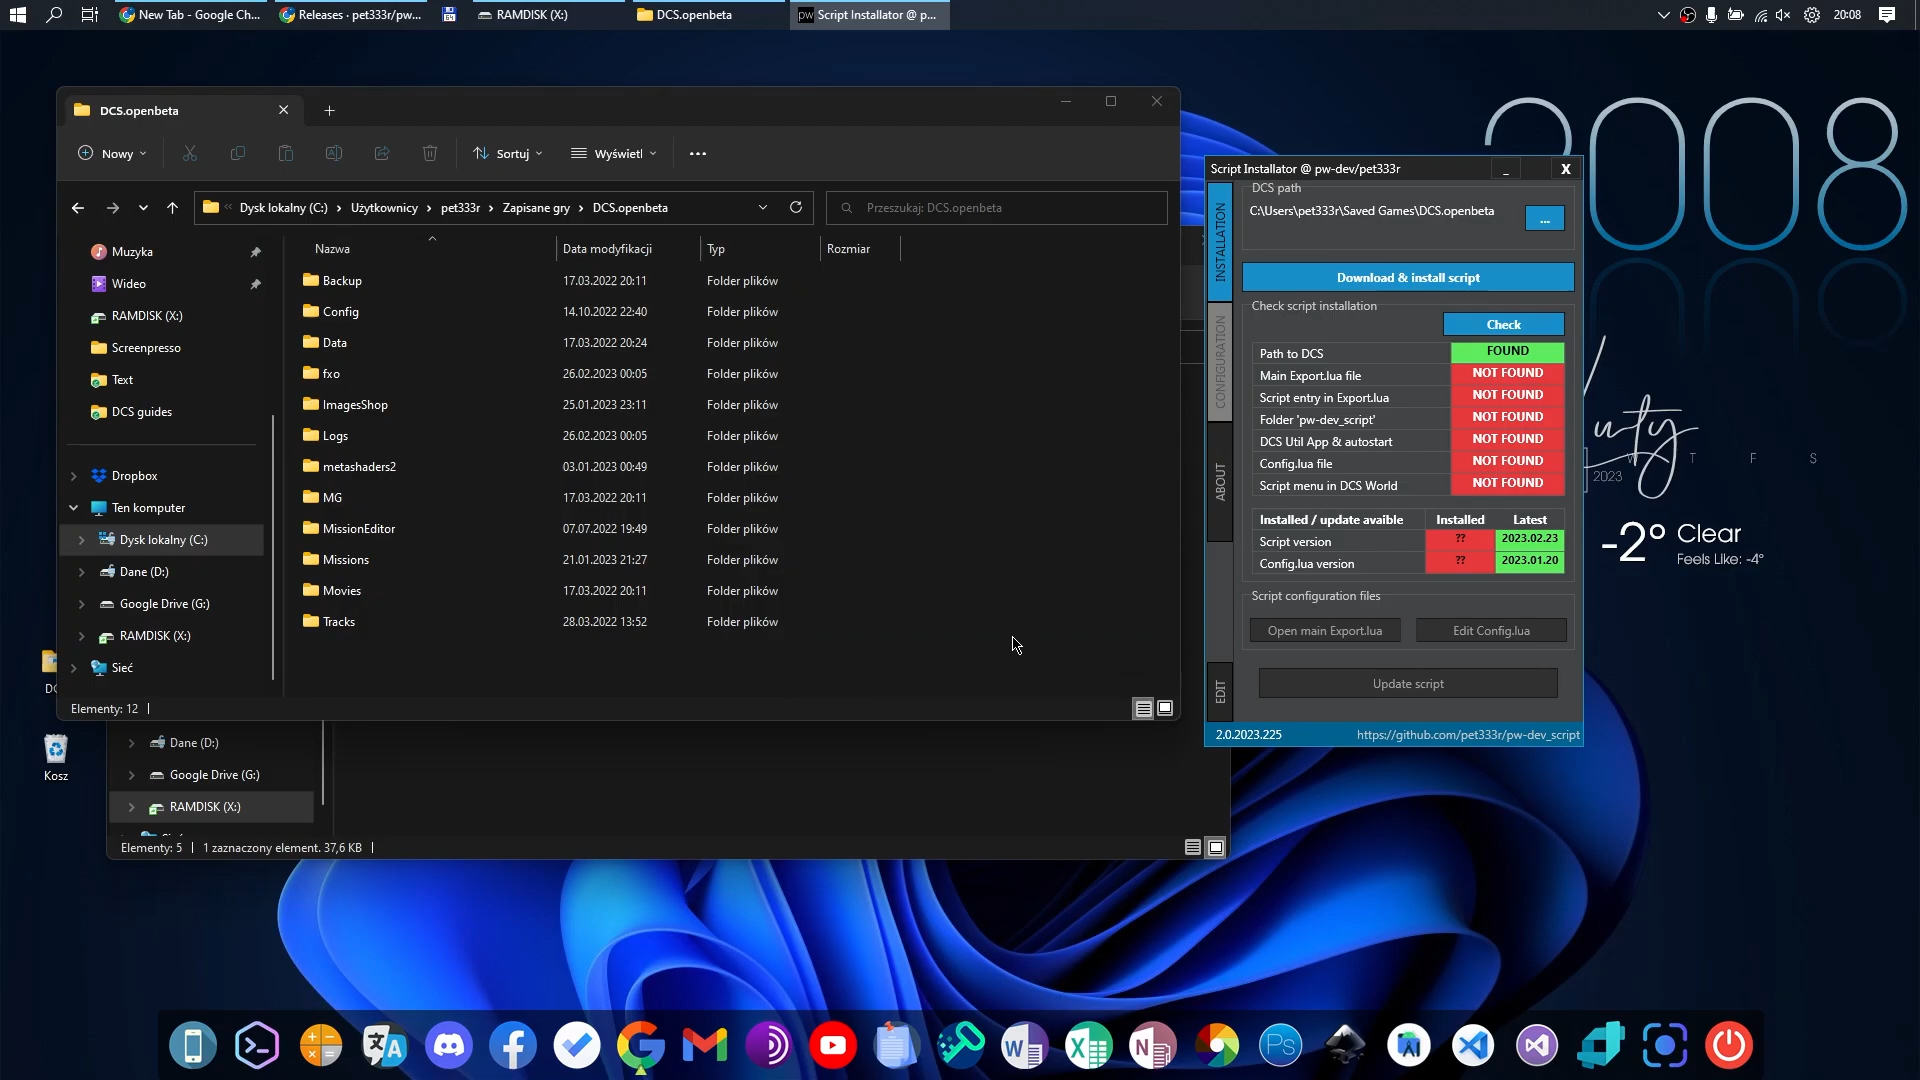 New Tab - Google Ch...
Releases · pet333r/pw...
RAMDISK (X:)
DCS.openbeta
pw Script Installator @ p...
20:08
DCS.openbeta
Nowy
Sortuj
Wyświetl
Dysk lokalny (C:) › Użytkownicy › pet333r › Zapisane gry › DCS.openbeta
Przeszukaj: DCS.openbeta
Muzyka
Wideo
RAMDISK (X:)
Screenpresso
Text
DCS guides
Dropbox
Ten komputer
Dysk lokalny (C:)
Dane (D:)
Google Drive (G:)
RAMDISK (X:)
Sieć
Nazwa Data modyfikacji Typ Rozmiar
Backup 17.03.2022 20:11 Folder plików
Config 14.10.2022 22:40 Folder plików
Data 17.03.2022 20:24 Folder plików
fxo 26.02.2023 00:05 Folder plików
ImagesShop 25.01.2023 23:11 Folder plików
Logs 26.02.2023 00:05 Folder plików
metashaders2 03.01.2023 00:49 Folder plików
MG 17.03.2022 20:11 Folder plików
MissionEditor 07.07.2022 19:49 Folder plików
Missions 21.01.2023 21:27 Folder plików
Movies 17.03.2022 20:11 Folder plików
Tracks 28.03.2022 13:52 Folder plików
Elementy: 12
Dane (D:)
Google Drive (G:)
RAMDISK (X:)
Elementy: 5 1 zaznaczony element. 37,6 KB
Kosz
Script Installator @ pw-dev/pet333r _ X
INSTALLATION
CONFIGURATION
ABOUT
EDIT
DCS path
C:\Users\pet333r\Saved Games\DCS.openbeta ...
Download & install script
Check script installation
Check
Path to DCS FOUND
Main Export.lua file NOT FOUND
Script entry in Export.lua NOT FOUND
Folder 'pw-dev_script' NOT FOUND
DCS Util App & autostart NOT FOUND
Config.lua file NOT FOUND
Script menu in DCS World NOT FOUND
Installed / update avaible Installed Latest
Script version ?? 2023.02.23
Config.lua version ?? 2023.01.20
Script configuration files
Open main Export.lua Edit Config.lua
Update script
2.0.2023.225 https://github.com/pet333r/pw-dev_script
2008
W T F S
2023
-2° Clear
Feels Like: -4°